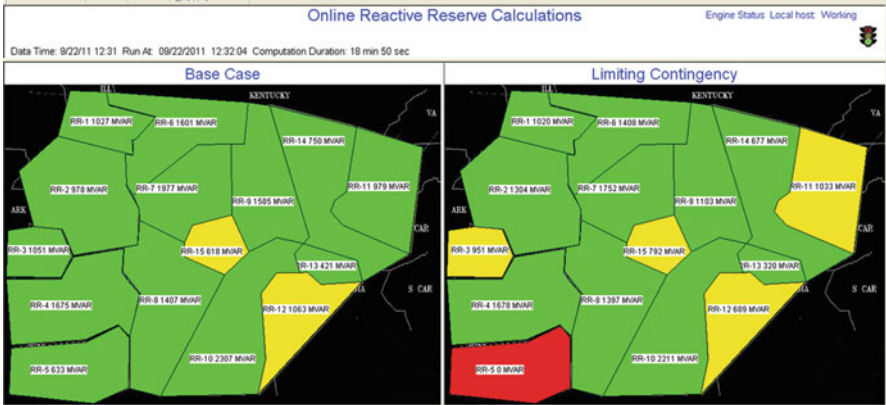 Online Reactive Reserve Calculations
Engine Status Local host: Working
Data Time: 9/22/11 12:31 Run At: 09/22/2011 12:32:04 Computation Duration: 18 min 50 sec
Base Case
KENTUCKY
VA
RR-1 1027 MVAR
RR-6 1601 MVAR
RR-14 750 MVAR
RR-2 978 MVAR
RR-7 1977 MVAR
RR-11 979 MVAR
RR-9 1585 MVAR
ARK
CAR
RR-3 1051 MVAR
RR-15 618 MVAR
RR-13 421 MVAR
S CAR
RR-4 1675 MVAR
RR-8 1407 MVAR
RR-12 1063 MVAR
RR-10 2307 MVAR
RR-5 633 MVAR
Limiting Contingency
KENTUCKY
VA
RR-1 1020 MVAR
RR-6 1408 MVAR
RR-14 677 MVAR
RR-2 1304 MVAR
RR-7 1752 MVAR
RR-11 1033 MVAR
RR-9 1103 MVAR
ARK
CAR
RR-3 951 MVAR
RR-15 792 MVAR
RR-13 320 MVAR
S CAR
RR-4 1678 MVAR
RR-8 1397 MVAR
RR-12 689 MVAR
RR-10 2211 MVAR
RR-5 0 MVAR